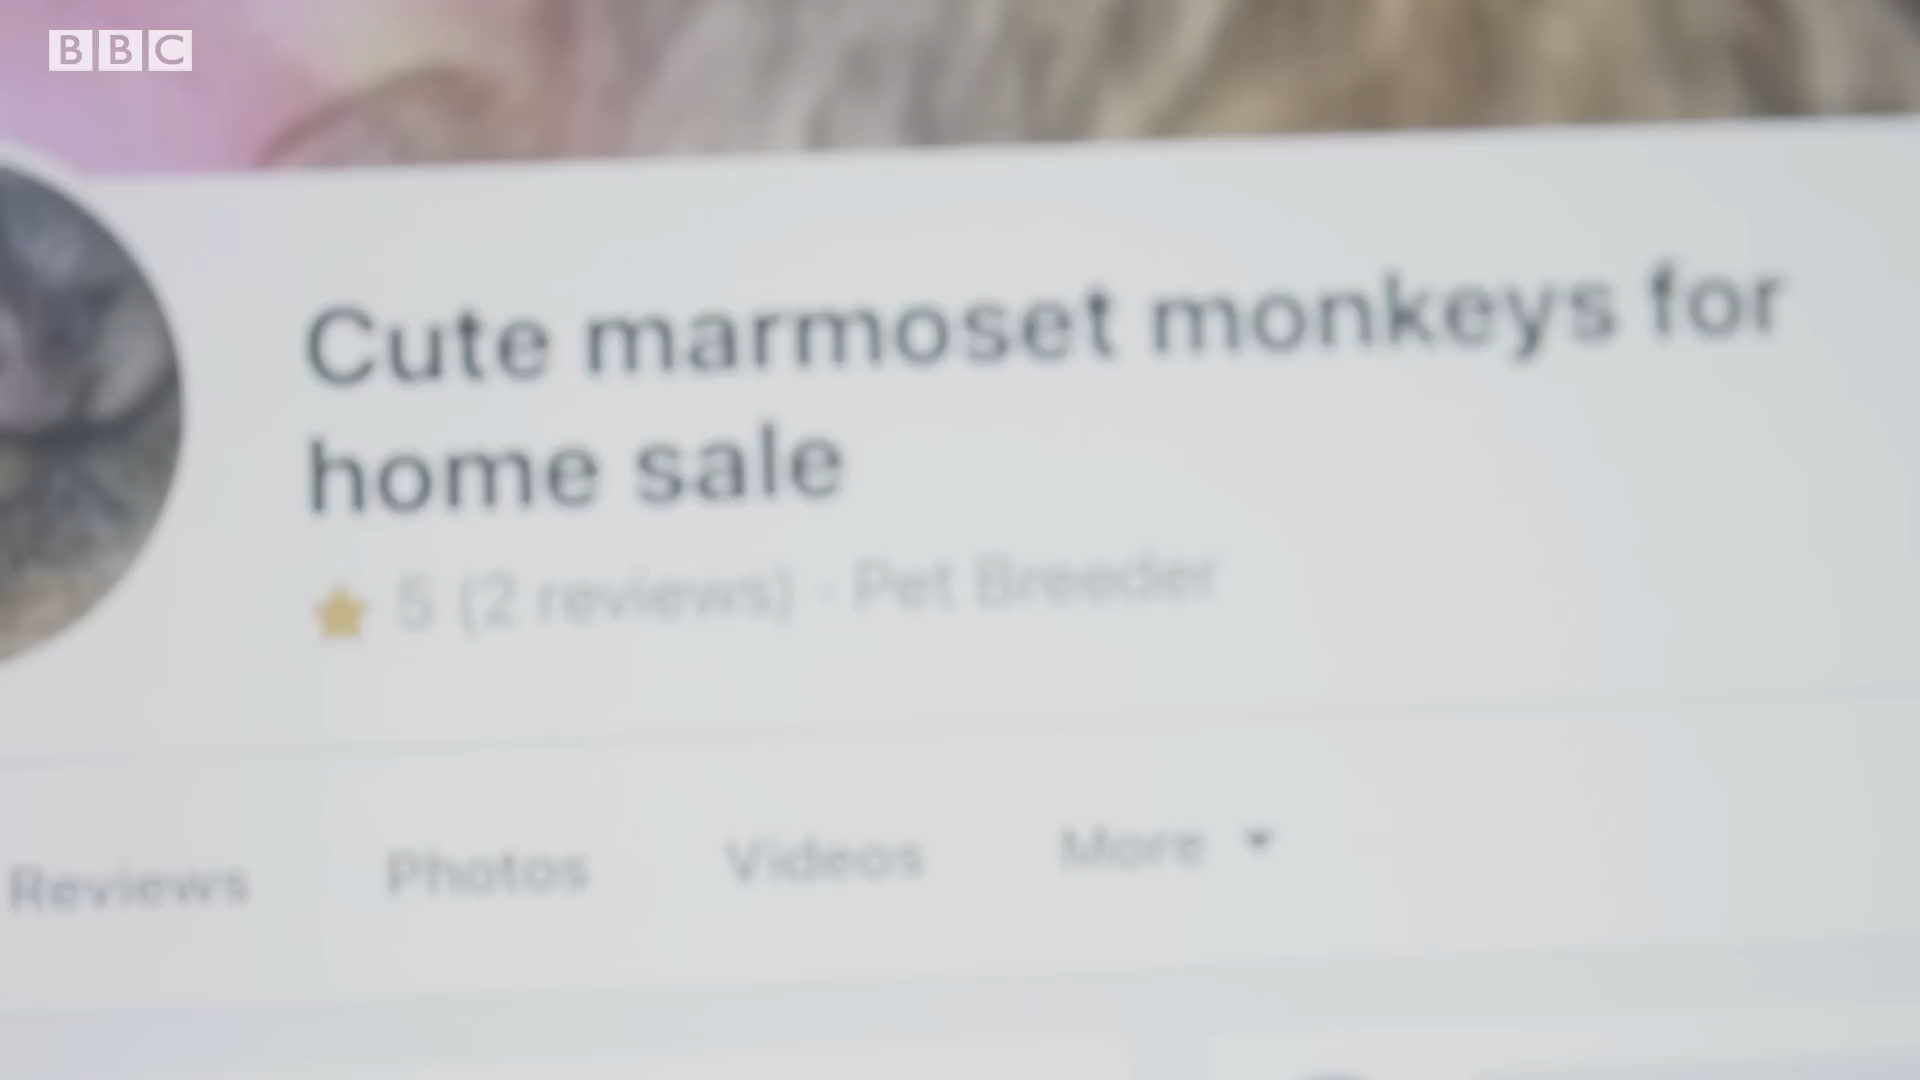 BBC
Cute marmoset monkeys for
home sale
5 (2 reviews) · Pet Breeder
Reviews Photos Videos More